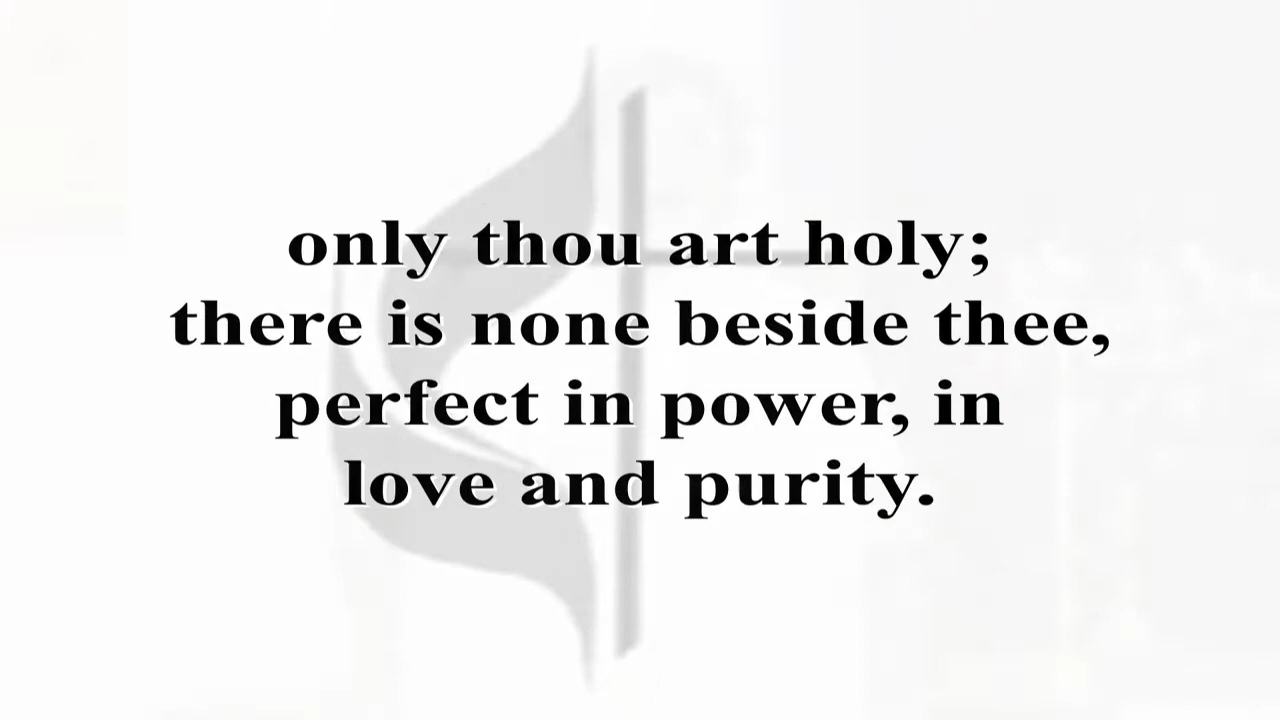 only thou art holy;
there is none beside thee,
perfect in power, in
love and purity.